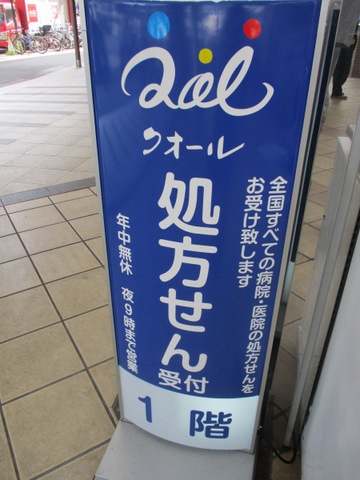 Qol
クオール
全国すべての病院・医院の処方せんを
お受け致します
処方せん
受付
年中無休 夜9時まで営業
1階